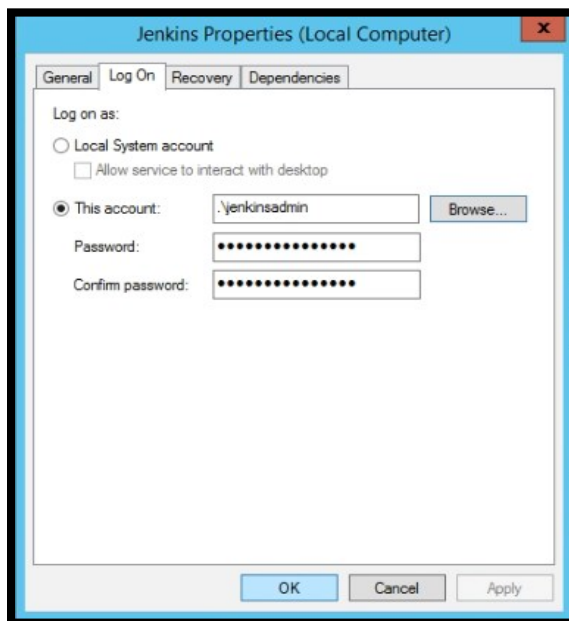 Jenkins Properties (Local Computer)
x
General Log On Recovery Dependencies
Log on as:
Local System account
Allow service to interact with desktop
This account: .\jenkinsadmin Browse...
Password: •••••••••••••••
Confirm password: •••••••••••••••
OK Cancel Apply